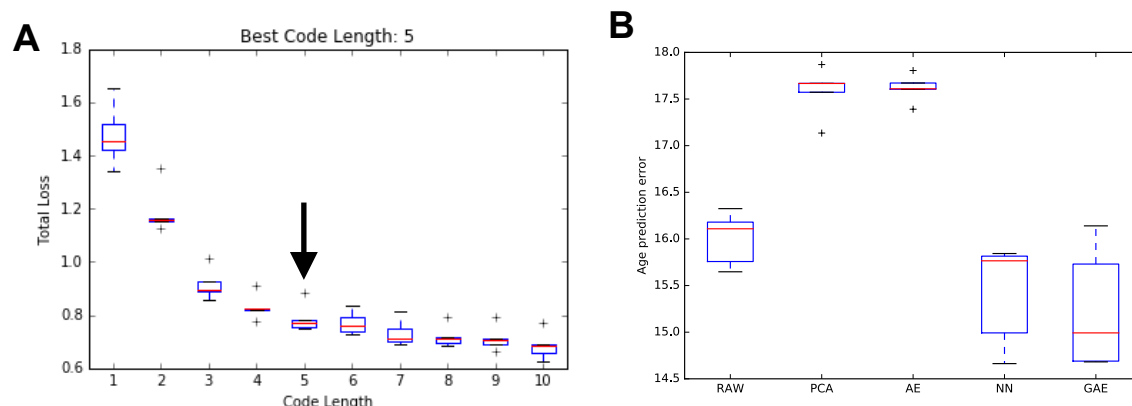 A
Best Code Length: 5
Total Loss
1.8
1.6
1.4
1.2
1.0
0.8
0.6
1 2 3 4 5 6 7 8 9 10
Code Length
B
Age prediction error
18.0
17.5
17.0
16.5
16.0
15.5
15.0
14.5
RAW PCA AE NN GAE